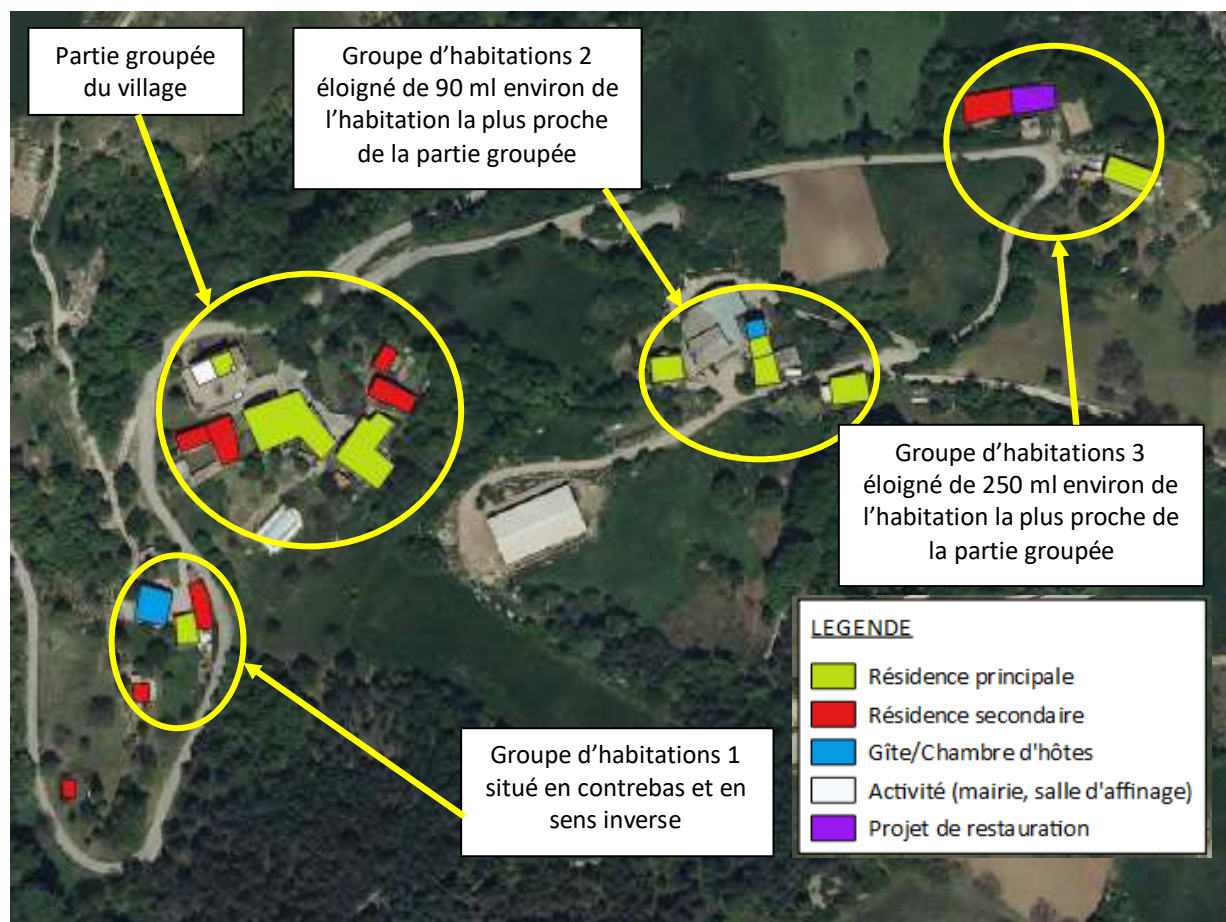 Partie groupée
du village
Groupe d’habitations 2
éloigné de 90 ml environ de
l’habitation la plus proche
de la partie groupée
Groupe d’habitations 3
éloigné de 250 ml environ de
l’habitation la plus proche de
la partie groupée
Groupe d’habitations 1
situé en contrebas et en
sens inverse
LEGENDE
Résidence principale
Résidence secondaire
Gîte/Chambre d'hôtes
Activité (mairie, salle d'affinage)
Projet de restauration